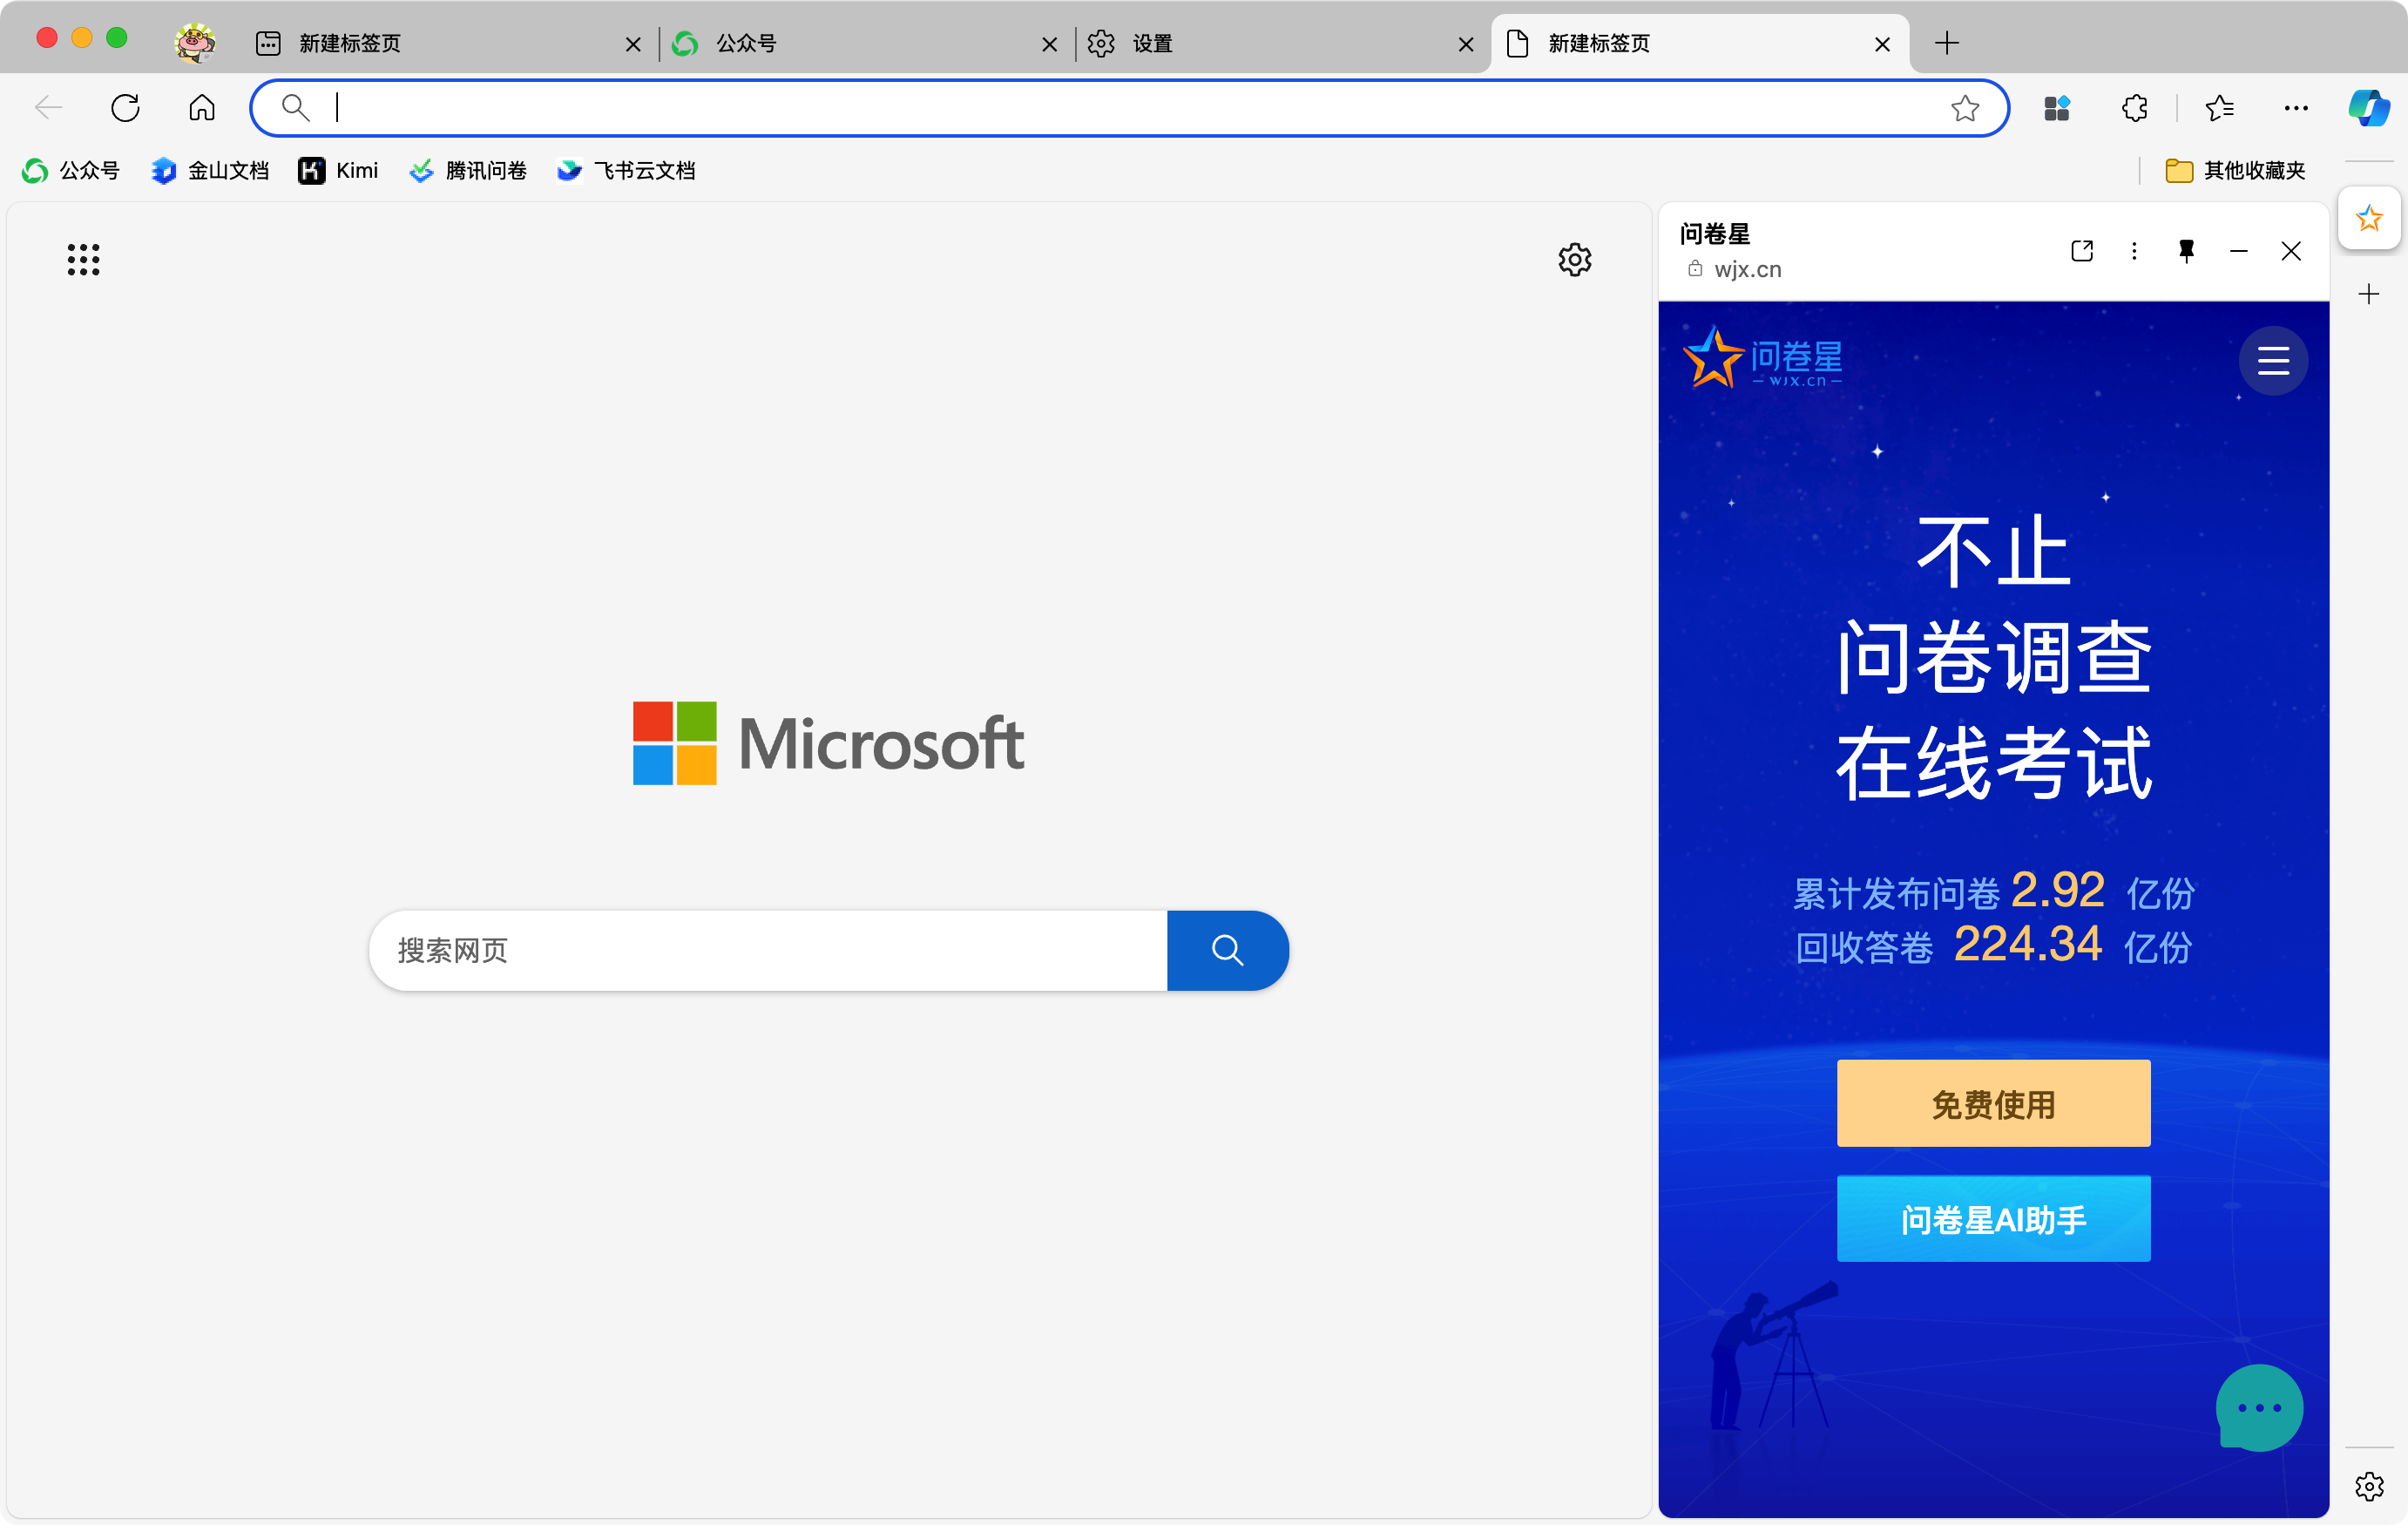 新建标签页
公众号
设置
新建标签页
公众号
金山文档
Kimi
腾讯问卷
飞书云文档
其他收藏夹
Microsoft
搜索网页
问卷星
wjx.cn
问卷星
wjx.cn
不止
问卷调查
在线考试
累计发布问卷 2.92 亿份
回收答卷 224.34 亿份
免费使用
问卷星AI助手